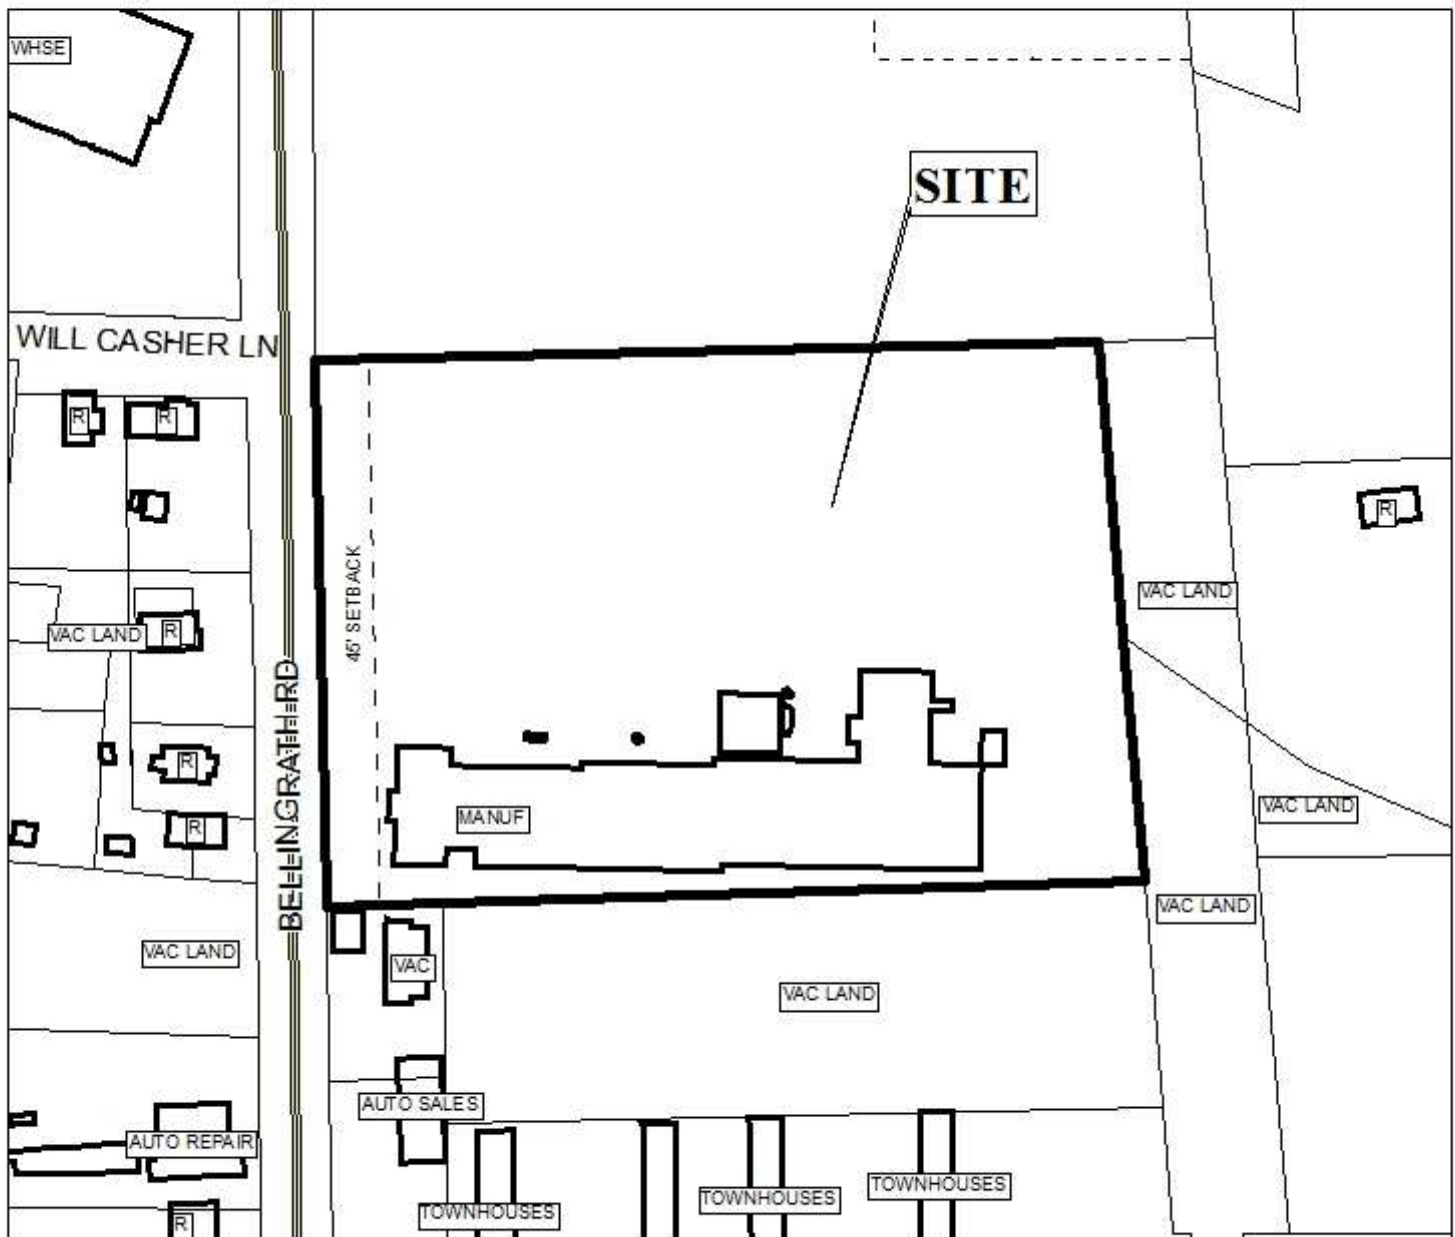 WHSE
SITE
WILL CASHER LN
R
R
R
45' SETBACK
VAC LAND
VAC LAND
R
BELLINGRATH RD
R
VAC LAND
MANUF
R
VAC LAND
VAC LAND
VAC
VAC LAND
AUTO SALES
AUTO REPAIR
TOWNHOUSES
TOWNHOUSES
TOWNHOUSES
R